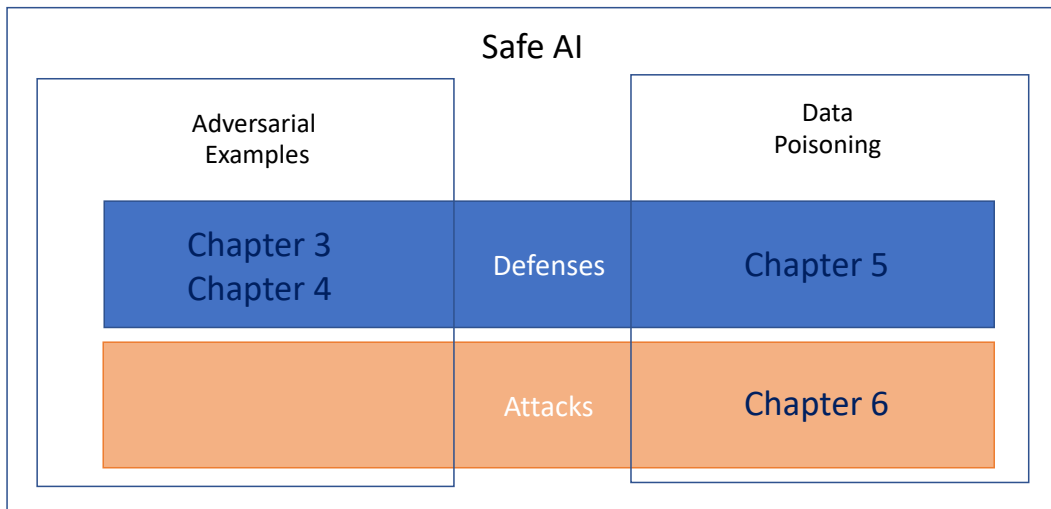 Safe AI
Adversarial
Examples
Data
Poisoning
Chapter 3
Chapter 4
Defenses
Chapter 5
Attacks
Chapter 6